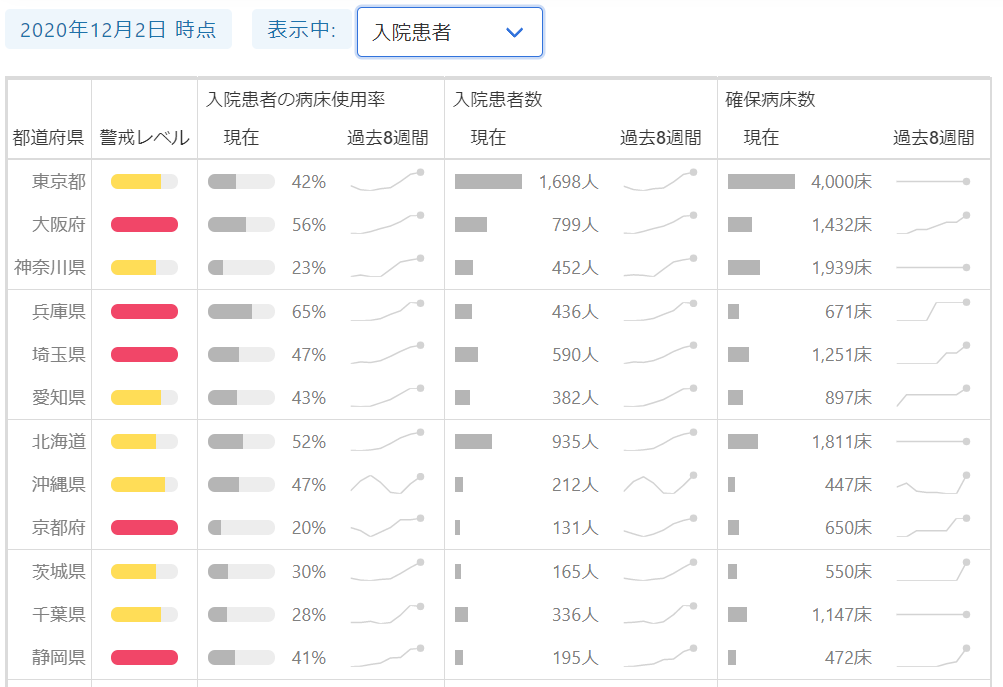 2020年12月2日 時点 表示中: 入院患者
入院患者の病床使用率 入院患者数 確保病床数
都道府県 警戒レベル 現在 過去8週間 現在 過去8週間 現在 過去8週間
東京都 42% 1,698人 4,000床
大阪府 56% 799人 1,432床
神奈川県 23% 452人 1,939床
兵庫県 65% 436人 671床
埼玉県 47% 590人 1,251床
愛知県 43% 382人 897床
北海道 52% 935人 1,811床
沖縄県 47% 212人 447床
京都府 20% 131人 650床
茨城県 30% 165人 550床
千葉県 28% 336人 1,147床
静岡県 41% 195人 472床